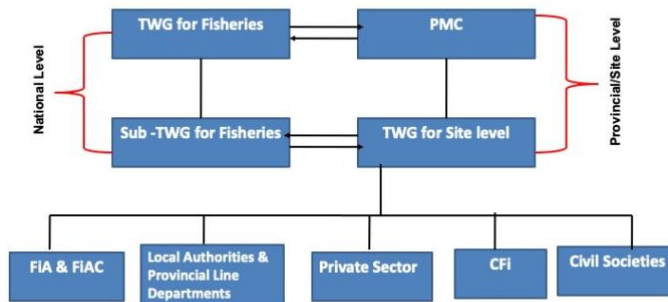 TWG for Fisheries
PMC
National Level
Provincial/Site Level
Sub -TWG for Fisheries
TWG for Site level
FiA & FiAC
Local Authorities &
Provincial Line
Departments
Private Sector
CFi
Civil Societies